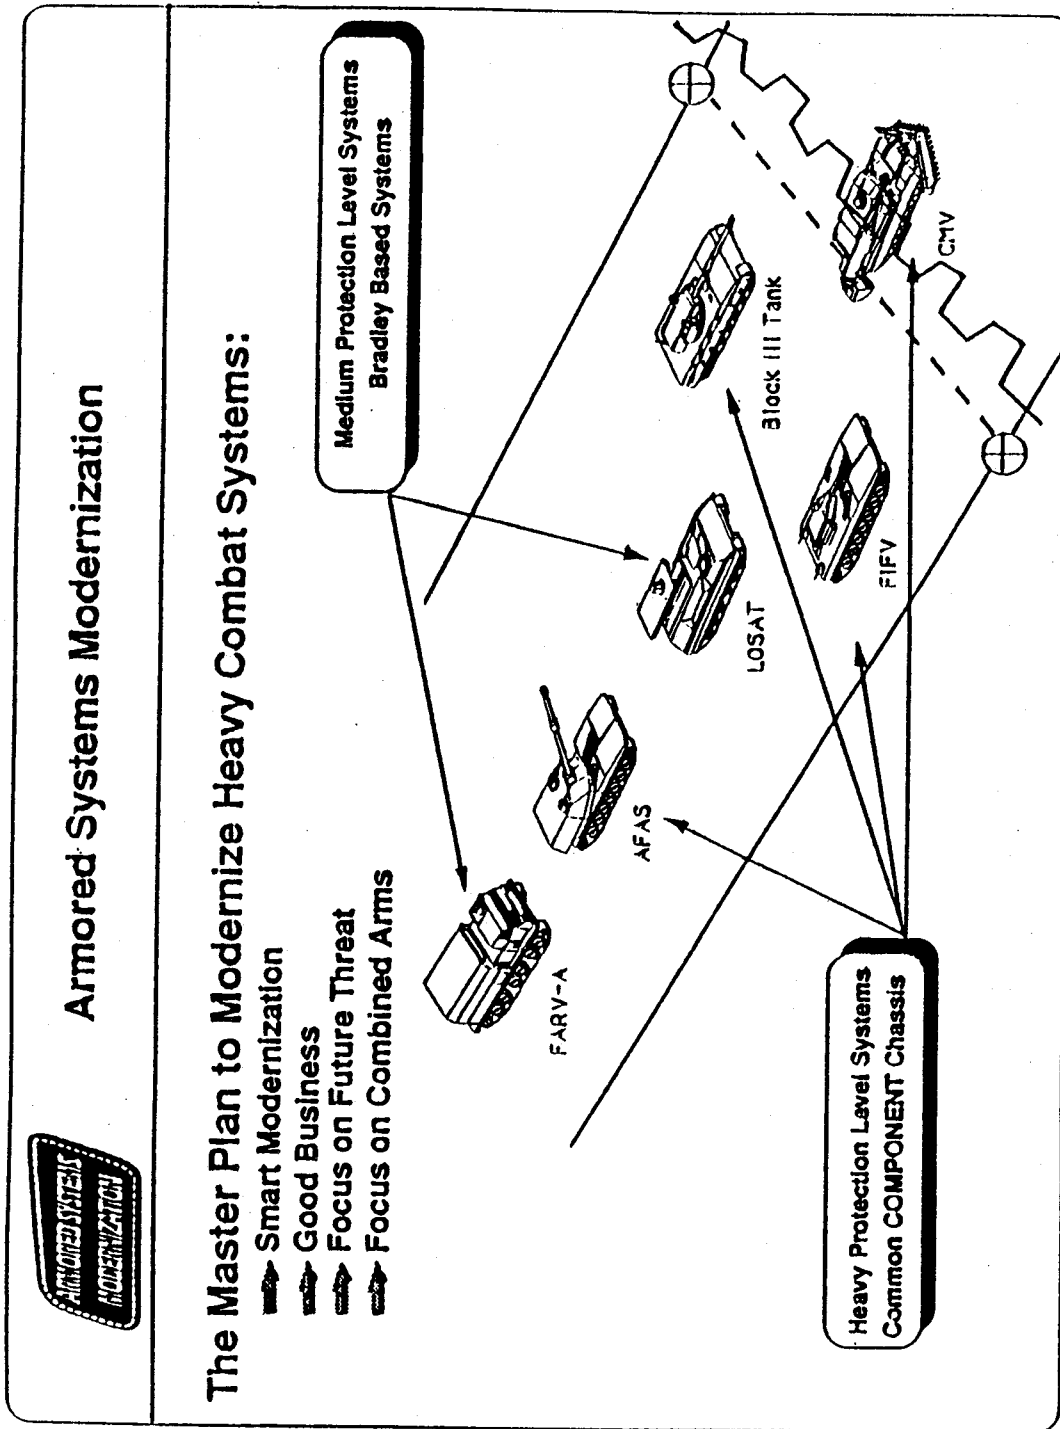 ARMORED SYSTEMS
MODERNIZATION
Armored Systems Modernization
The Master Plan to Modernize Heavy Combat Systems:
Smart Modernization
Good Business
Focus on Future Threat
Focus on Combined Arms
Medium Protection Level Systems
Bradley Based Systems
FARV-A
AFAS
LOSAT
Block III Tank
FIFV
CMV
Heavy Protection Level Systems
Common COMPONENT Chassis